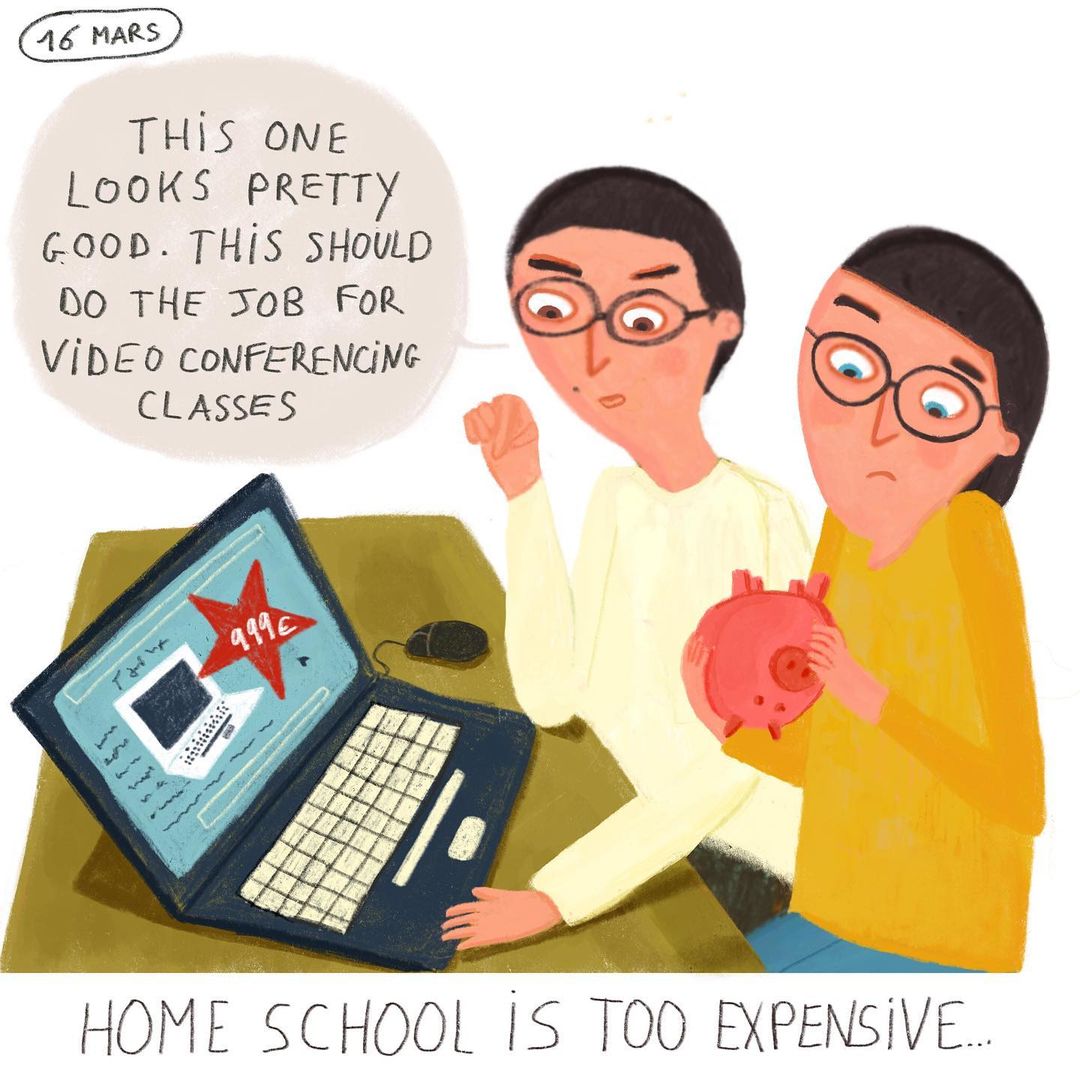 16 MARS
THIS ONE
LOOKS PRETTY
GOOD. THIS SHOULD
DO THE JOB FOR
VIDEO CONFERENCING
CLASSES
999€
HOME SCHOOL IS TOO EXPENSIVE...